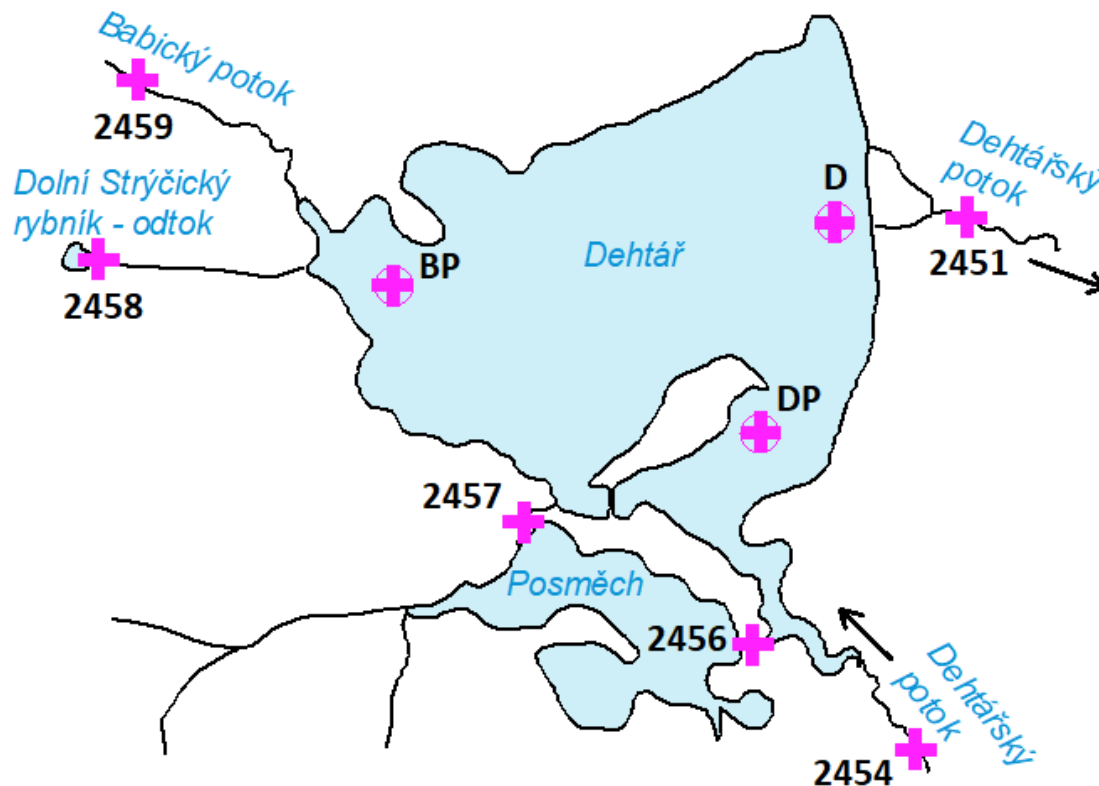 Babický potok
2459
Dolní Strýčický
rybník - odtok
2458
BP
Dehtář
D
Dehtářský
potok
2451
DP
2457
Posměch
2456
Dehtářský
potok
2454